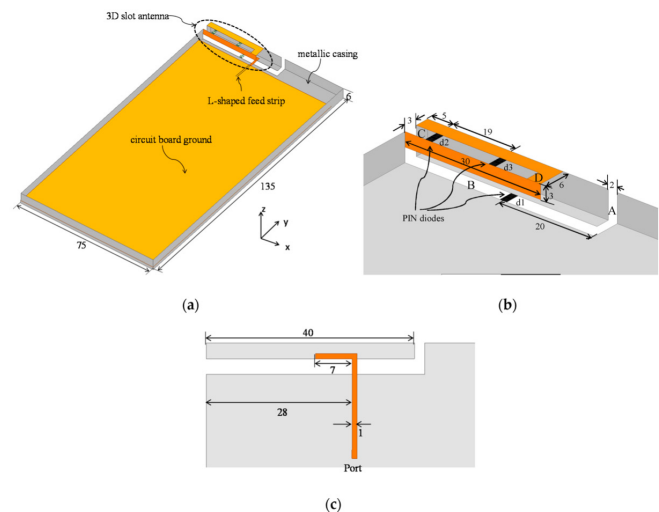 3D slot antenna
metallic casing
L-shaped feed strip
circuit board ground
6
135
75
z
y
x
(a)
3
5
19
C
d2
30
d3
D
6
B
3
2
A
PIN diodes
d1
20
(b)
40
7
28
1
Port
(c)